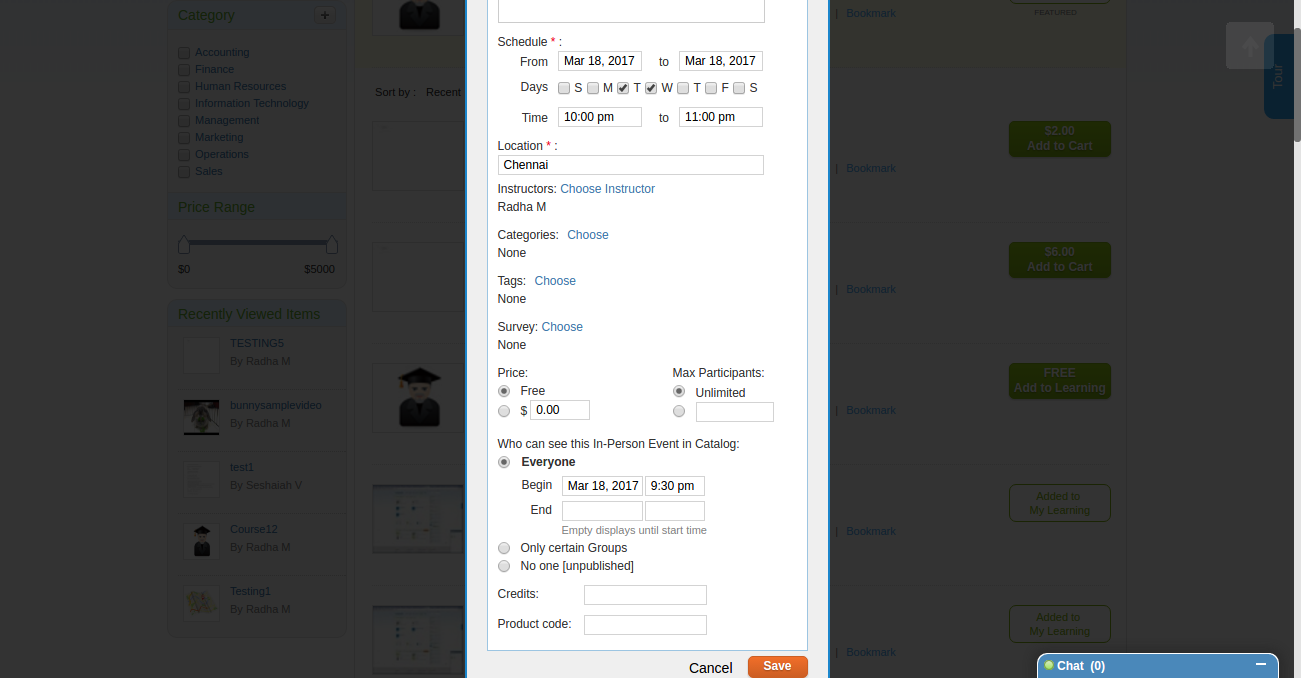 Category +
Accounting
Finance
Human Resources
Information Technology
Management
Marketing
Operations
Sales
Price Range
$0 $5000
Recently Viewed Items
TESTING5
By Radha M
bunnysamplevideo
By Radha M
test1
By Seshaiah V
Course12
By Radha M
Testing1
By Radha M
Sort by : Recent
Schedule * :
From Mar 18, 2017 to Mar 18, 2017
Days S M T W T F S
Time 10:00 pm to 11:00 pm
Location * :
Chennai
Instructors: Choose Instructor
Radha M
Categories: Choose
None
Tags: Choose
None
Survey: Choose
None
Price: Max Participants:
Free Unlimited
$ 0.00
Who can see this In-Person Event in Catalog:
Everyone
Begin Mar 18, 2017 9:30 pm
End
Empty displays until start time
Only certain Groups
No one [unpublished]
Credits:
Product code:
Cancel Save
| Bookmark
FEATURED
Tour
$2.00
Add to Cart
| Bookmark
$6.00
Add to Cart
| Bookmark
FREE
Add to Learning
| Bookmark
Added to
My Learning
| Bookmark
Added to
My Learning
| Bookmark
Chat (0)